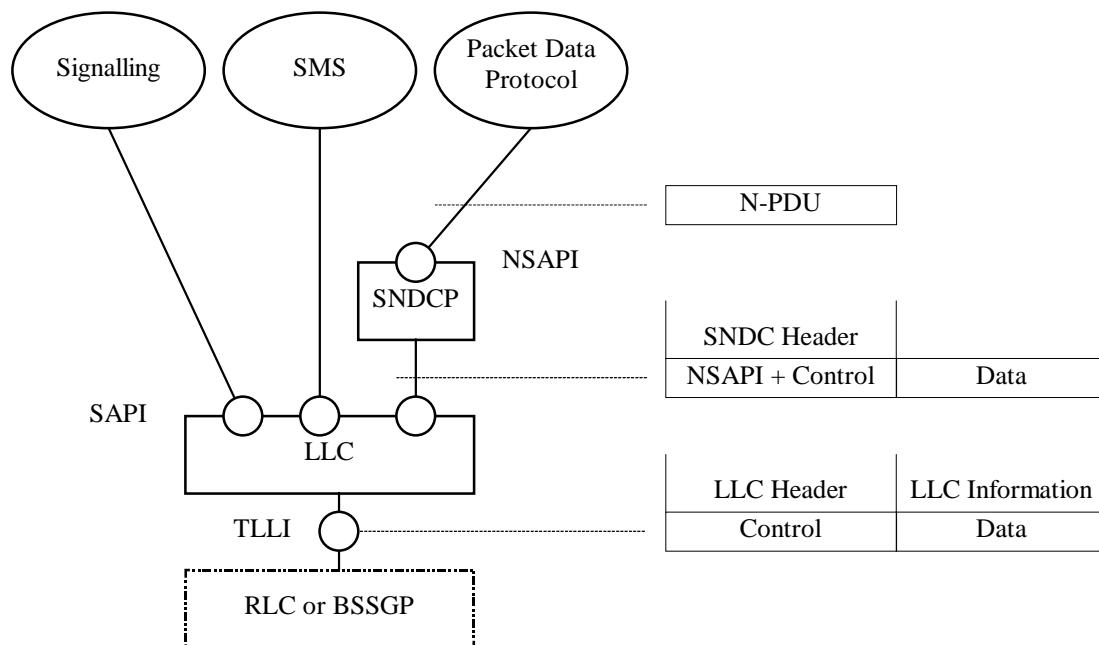 Signalling
SMS
Packet Data
Protocol
N-PDU
NSAPI
SNDCP
SNDC Header
NSAPI + Control
Data
SAPI
LLC
LLC Header
LLC Information
TLLI
Control
Data
RLC or BSSGP